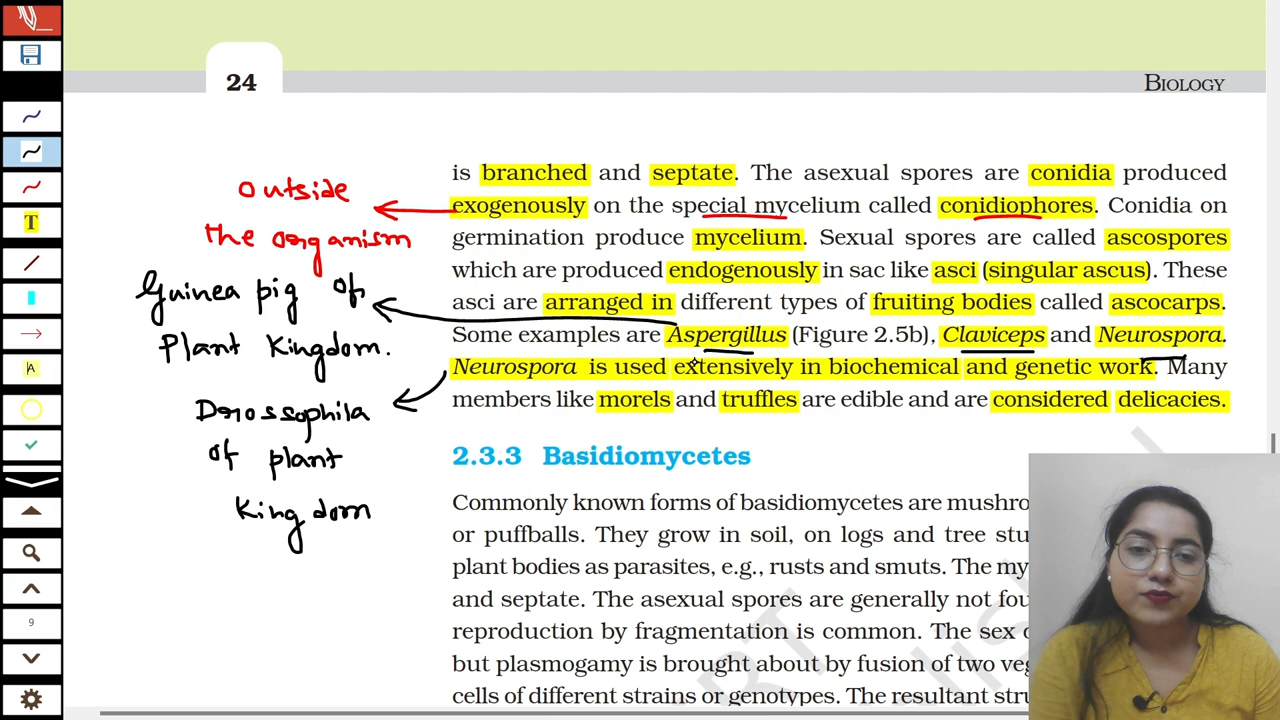 24
BIOLOGY
is branched and septate. The asexual spores are conidia produced
exogenously on the special mycelium called conidiophores. Conidia on
germination produce mycelium. Sexual spores are called ascospores
which are produced endogenously in sac like asci (singular ascus). These
asci are arranged in different types of fruiting bodies called ascocarps.
Some examples are Aspergillus (Figure 2.5b), Claviceps and Neurospora.
Neurospora is used extensively in biochemical and genetic work. Many
members like morels and truffles are edible and are considered delicacies.
outside
the organism
Guinea pig of
Plant Kingdom.
Drossophila
of plant
Kingdom
2.3.3 Basidiomycetes
Commonly known forms of basidiomycetes are mushro
or puffballs. They grow in soil, on logs and tree stu
plant bodies as parasites, e.g., rusts and smuts. The my
and septate. The asexual spores are generally not fou
reproduction by fragmentation is common. The sex o
but plasmogamy is brought about by fusion of two veg
cells of different strains or genotypes. The resultant stru
T
A
9